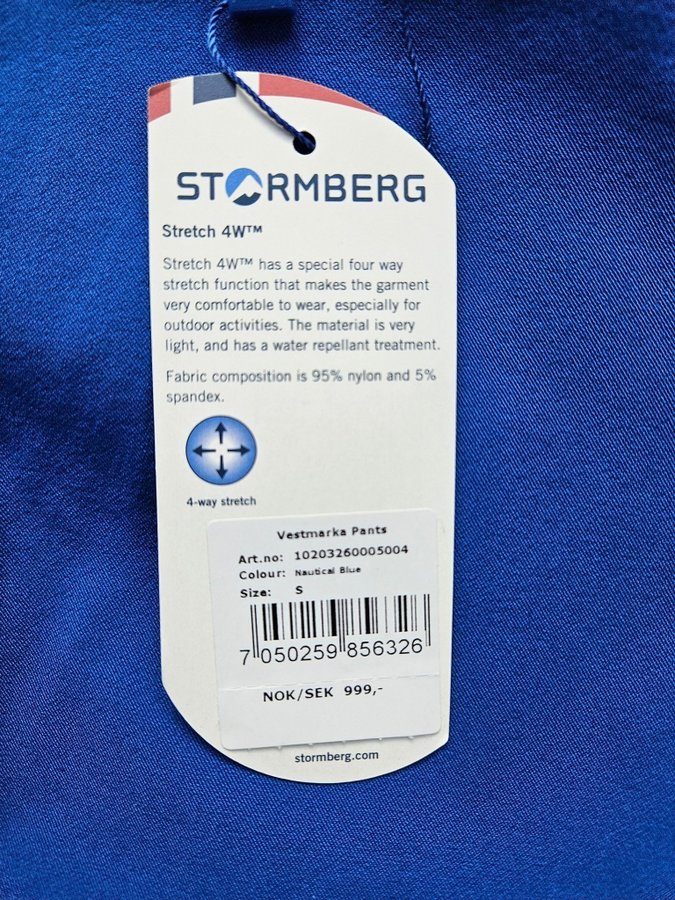 STORMBERG
Stretch 4W™
Stretch 4W™ has a special four way
stretch function that makes the garment
very comfortable to wear, especially for
outdoor activities. The material is very
light, and has a water repellant treatment.
Fabric composition is 95% nylon and 5%
spandex.
4-way stretch
Vestmarka Pants
Art.no: 10203260005004
Colour: Nautical Blue
Size: S
7 050259 856326
NOK/SEK 999,-
stormberg.com